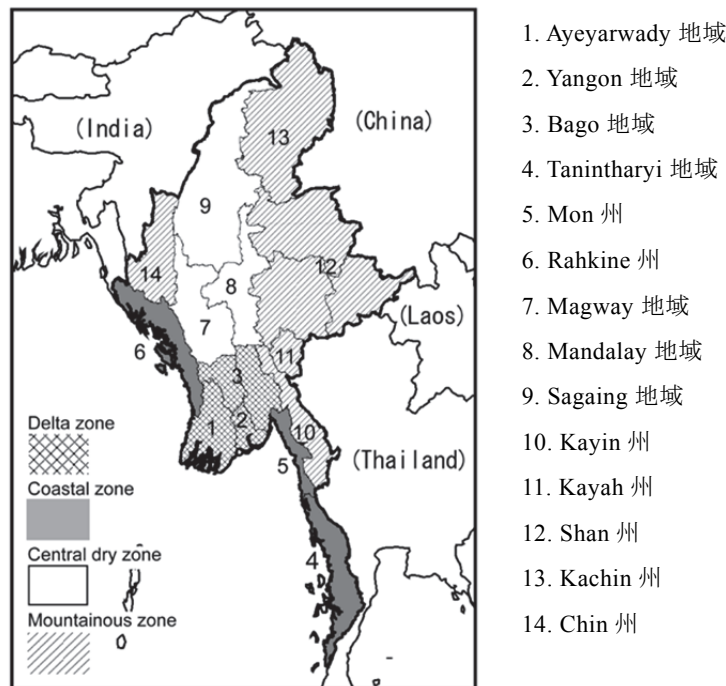 (India)
(China)
13
9
14
12
8
(Laos)
7
6
11
3
Delta zone
1
2
10
(Thailand)
5
Coastal zone
Central dry zone
4
Mountainous zone
1. Ayeyarwady 地域
2. Yangon 地域
3. Bago 地域
4. Tanintharyi 地域
5. Mon 州
6. Rahkine 州
7. Magway 地域
8. Mandalay 地域
9. Sagaing 地域
10. Kayin 州
11. Kayah 州
12. Shan 州
13. Kachin 州
14. Chin 州